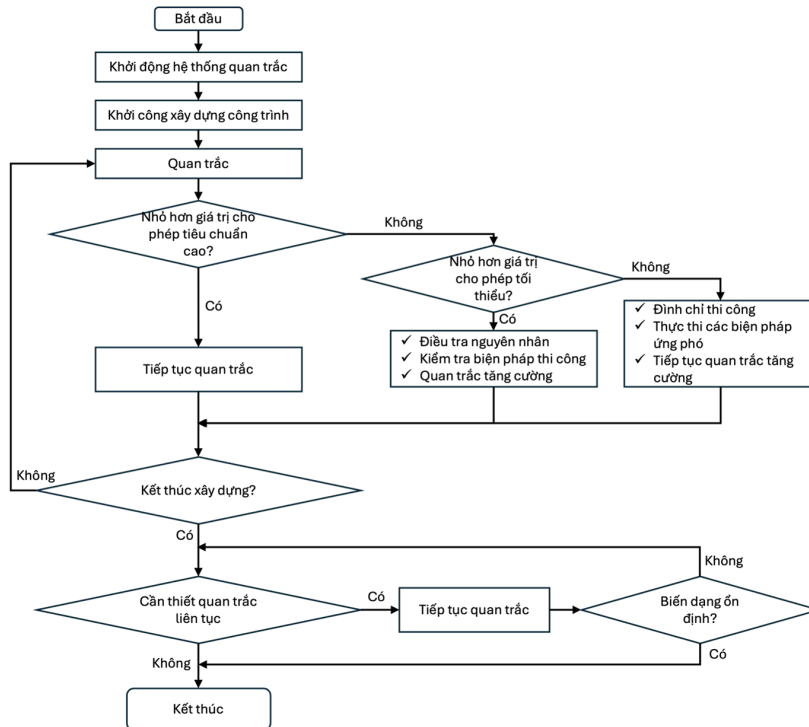 Bắt đầu
Khởi động hệ thống quan trắc
Khởi công xây dựng công trình
Quan trắc
Nhỏ hơn giá trị cho
phép tiêu chuẩn
cao?
Không
Nhỏ hơn giá trị
cho phép tối
thiểu?
Không
Có
Có
✓ Đình chỉ thi công
✓ Thực thi các biện pháp
ứng phó
✓ Tiếp tục quan trắc tăng
cường
✓ Điều tra nguyên nhân
✓ Kiểm tra biện pháp thi công
✓ Quan trắc tăng cường
Tiếp tục quan trắc
Không
Kết thúc xây dựng?
Có
Không
Cần thiết quan trắc
liên tục
Có
Tiếp tục quan trắc
Biến dạng ổn
định?
Không
Có
Kết thúc